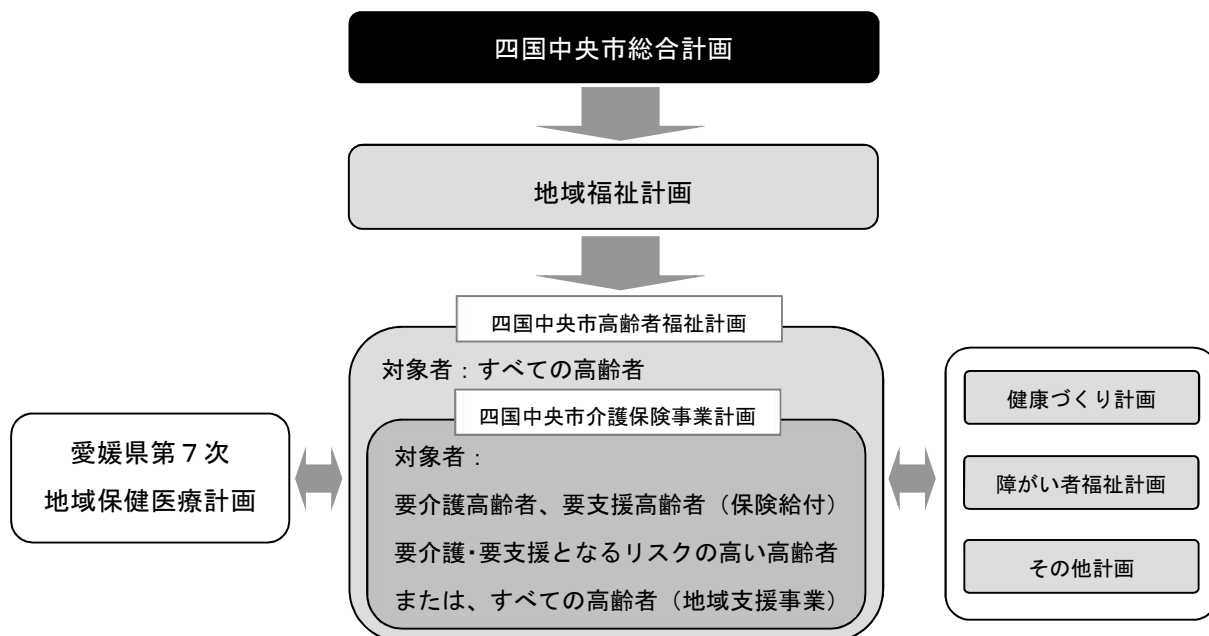 四国中央市総合計画
地域福祉計画
四国中央市高齢者福祉計画
対象者：すべての高齢者
四国中央市介護保険事業計画
対象者：
要介護高齢者、要支援高齢者（保険給付）
要介護・要支援となるリスクの高い高齢者
または、すべての高齢者（地域支援事業）
愛媛県第７次
地域保健医療計画
健康づくり計画
障がい者福祉計画
その他計画